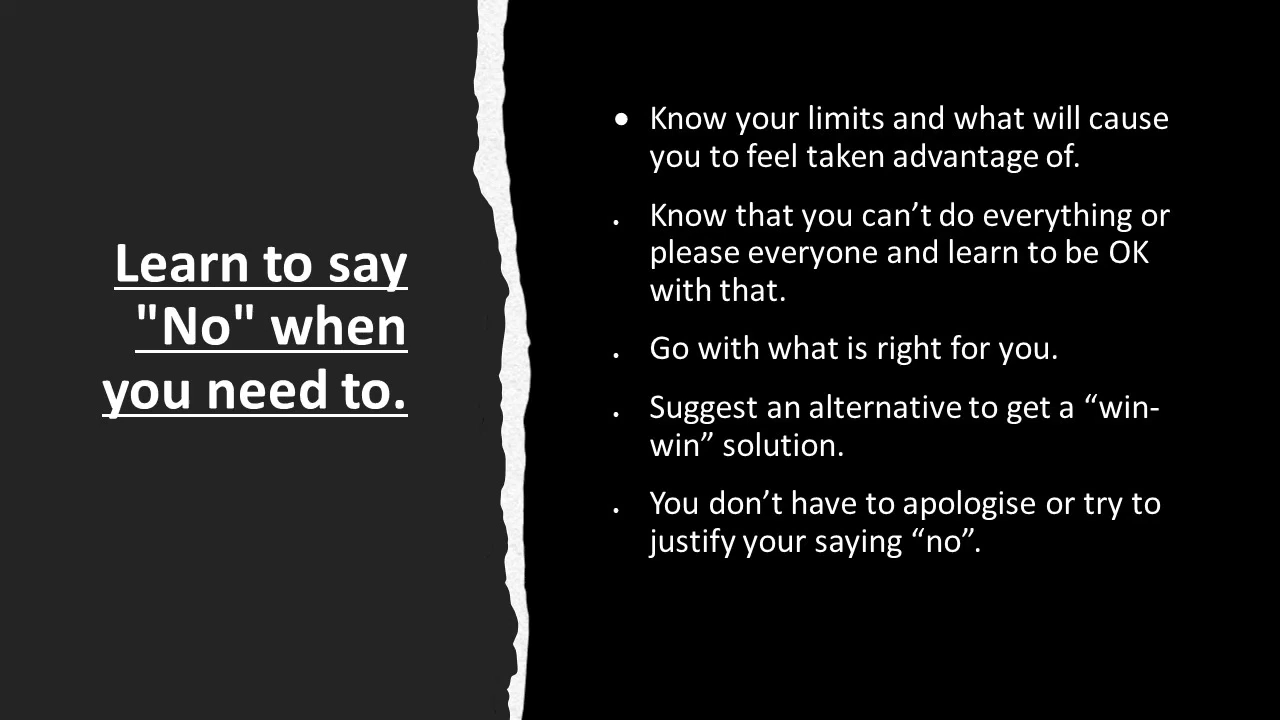 Learn to say
"No" when
you need to.
• Know your limits and what will cause
you to feel taken advantage of.
• Know that you can’t do everything or
please everyone and learn to be OK
with that.
• Go with what is right for you.
• Suggest an alternative to get a “win-
win” solution.
• You don’t have to apologise or try to
justify your saying “no”.